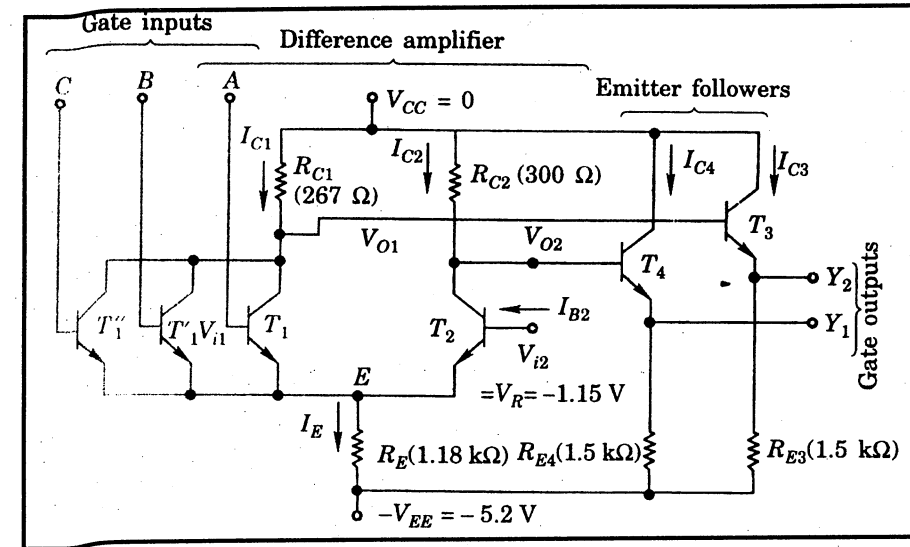 Gate inputs
Difference amplifier
Emitter followers
C
B
A
V_CC = 0
I_C1
R_C1
(267 Ω)
I_C2
R_C2 (300 Ω)
I_C4
I_C3
V_O1
V_O2
T_3
T_4
T''_1
T'_1
V_i1
T_1
T_2
I_B2
V_i2
=V_R= −1.15 V
Y_2
Y_1
Gate outputs
E
I_E
R_E(1.18 kΩ)
R_E4(1.5 kΩ)
R_E3(1.5 kΩ)
−V_EE = − 5.2 V